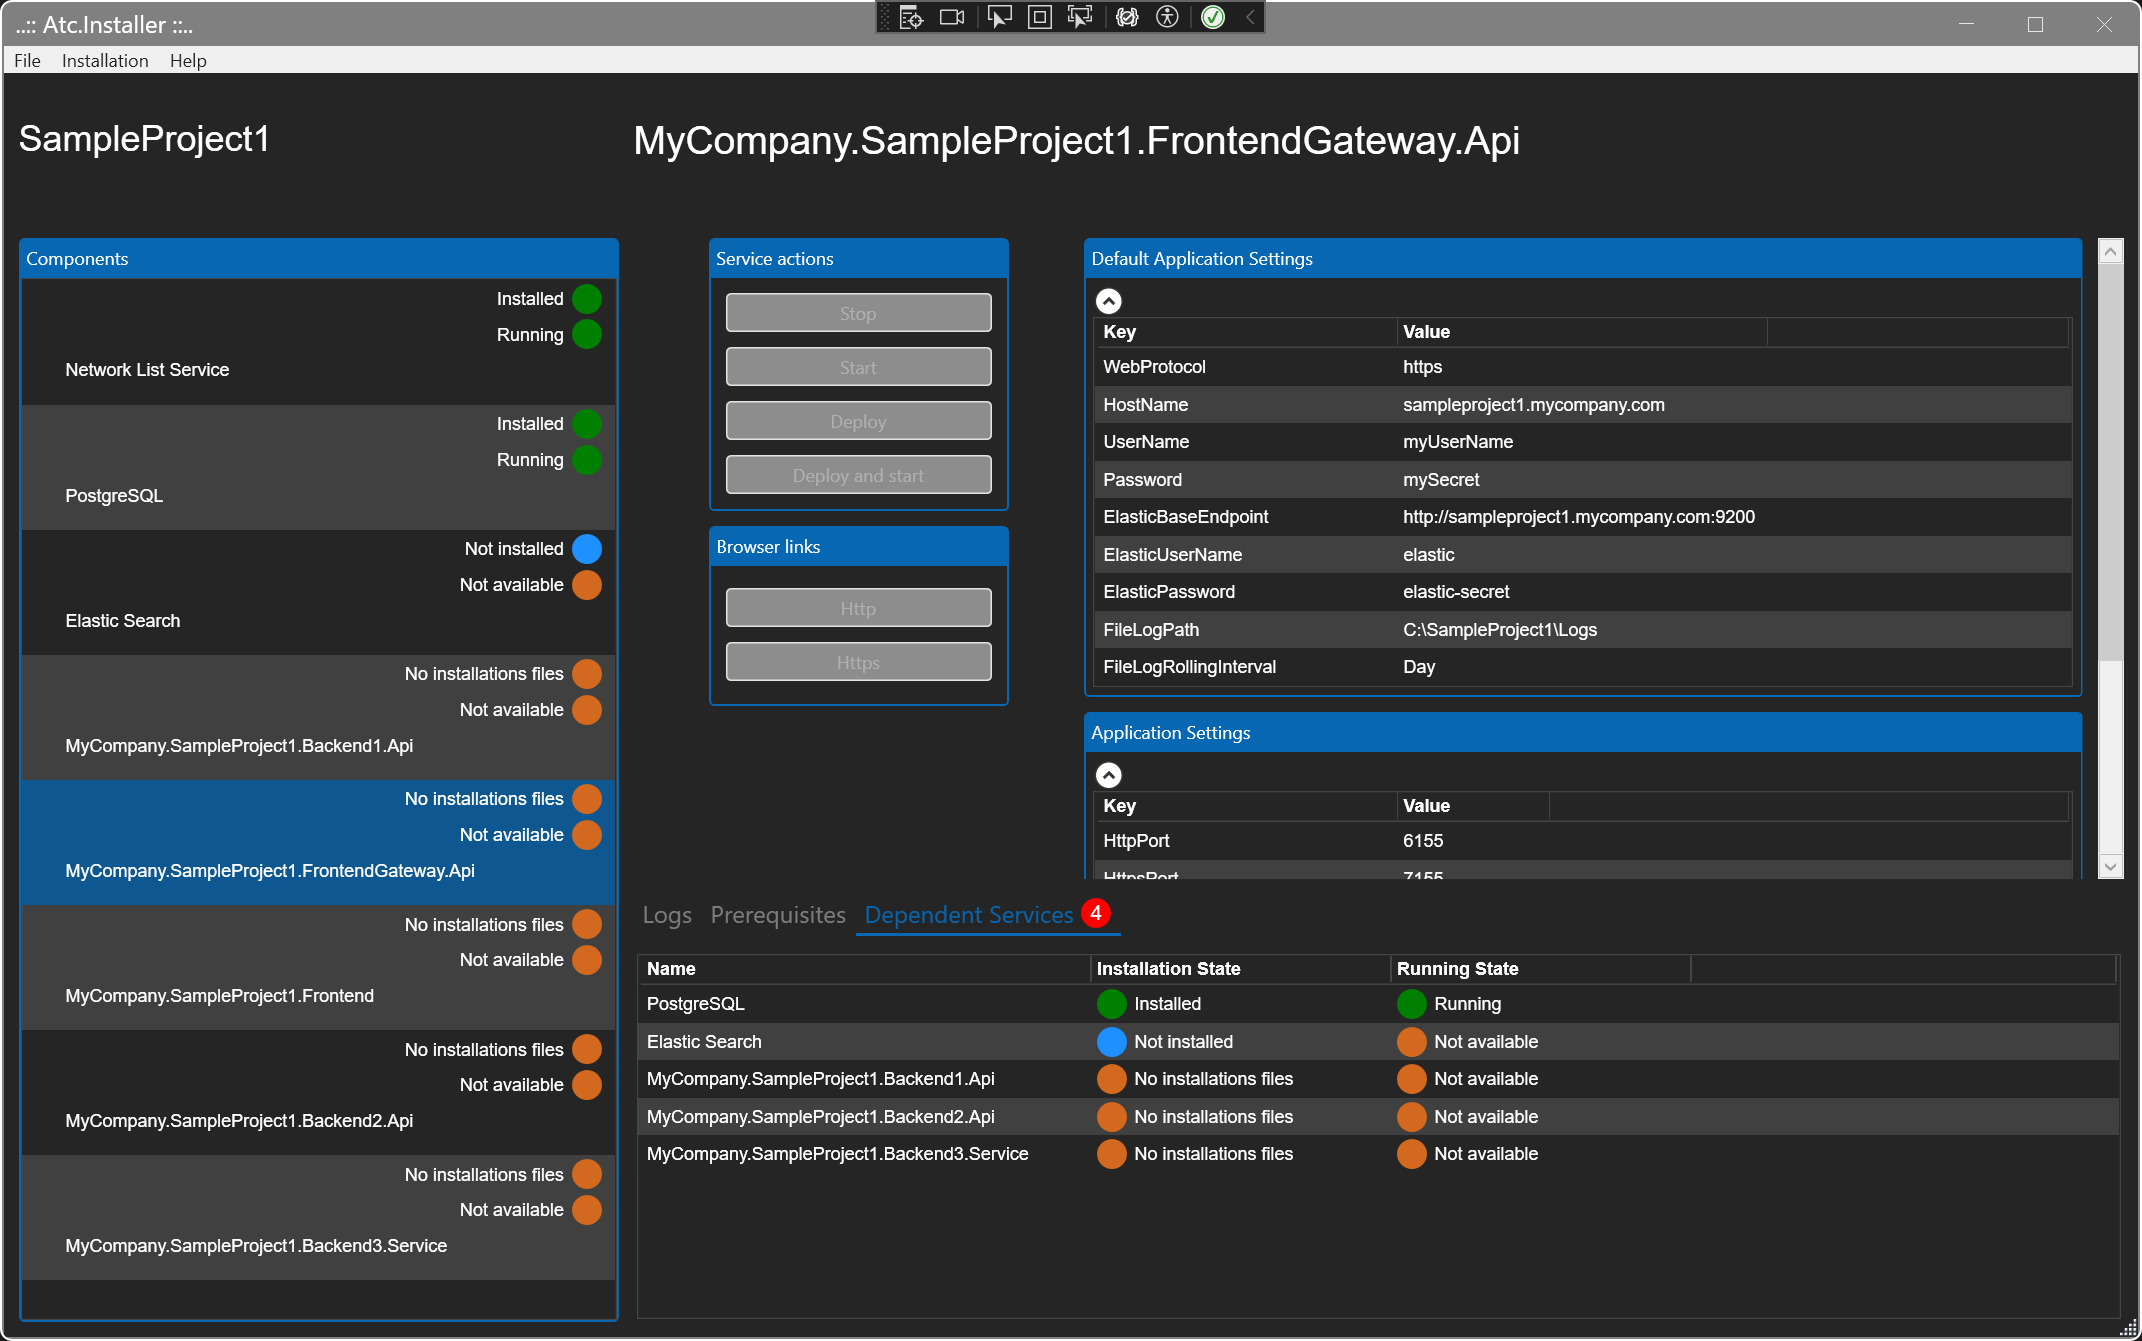 ..:: Atc.Installer ::..
File Installation Help
SampleProject1
MyCompany.SampleProject1.FrontendGateway.Api
Components
Installed
Running
Network List Service
Installed
Running
PostgreSQL
Not installed
Not available
Elastic Search
No installations files
Not available
MyCompany.SampleProject1.Backend1.Api
No installations files
Not available
MyCompany.SampleProject1.FrontendGateway.Api
No installations files
Not available
MyCompany.SampleProject1.Frontend
No installations files
Not available
MyCompany.SampleProject1.Backend2.Api
No installations files
Not available
MyCompany.SampleProject1.Backend3.Service
Service actions
Stop
Start
Deploy
Deploy and start
Browser links
Http
Https
Default Application Settings
Key Value
WebProtocol https
HostName sampleproject1.mycompany.com
UserName myUserName
Password mySecret
ElasticBaseEndpoint http://sampleproject1.mycompany.com:9200
ElasticUserName elastic
ElasticPassword elastic-secret
FileLogPath C:\SampleProject1\Logs
FileLogRollingInterval Day
Application Settings
Key Value
HttpPort 6155
HttpsPort 7155
Logs Prerequisites Dependent Services 4
Name Installation State Running State
PostgreSQL Installed Running
Elastic Search Not installed Not available
MyCompany.SampleProject1.Backend1.Api No installations files Not available
MyCompany.SampleProject1.Backend2.Api No installations files Not available
MyCompany.SampleProject1.Backend3.Service No installations files Not available